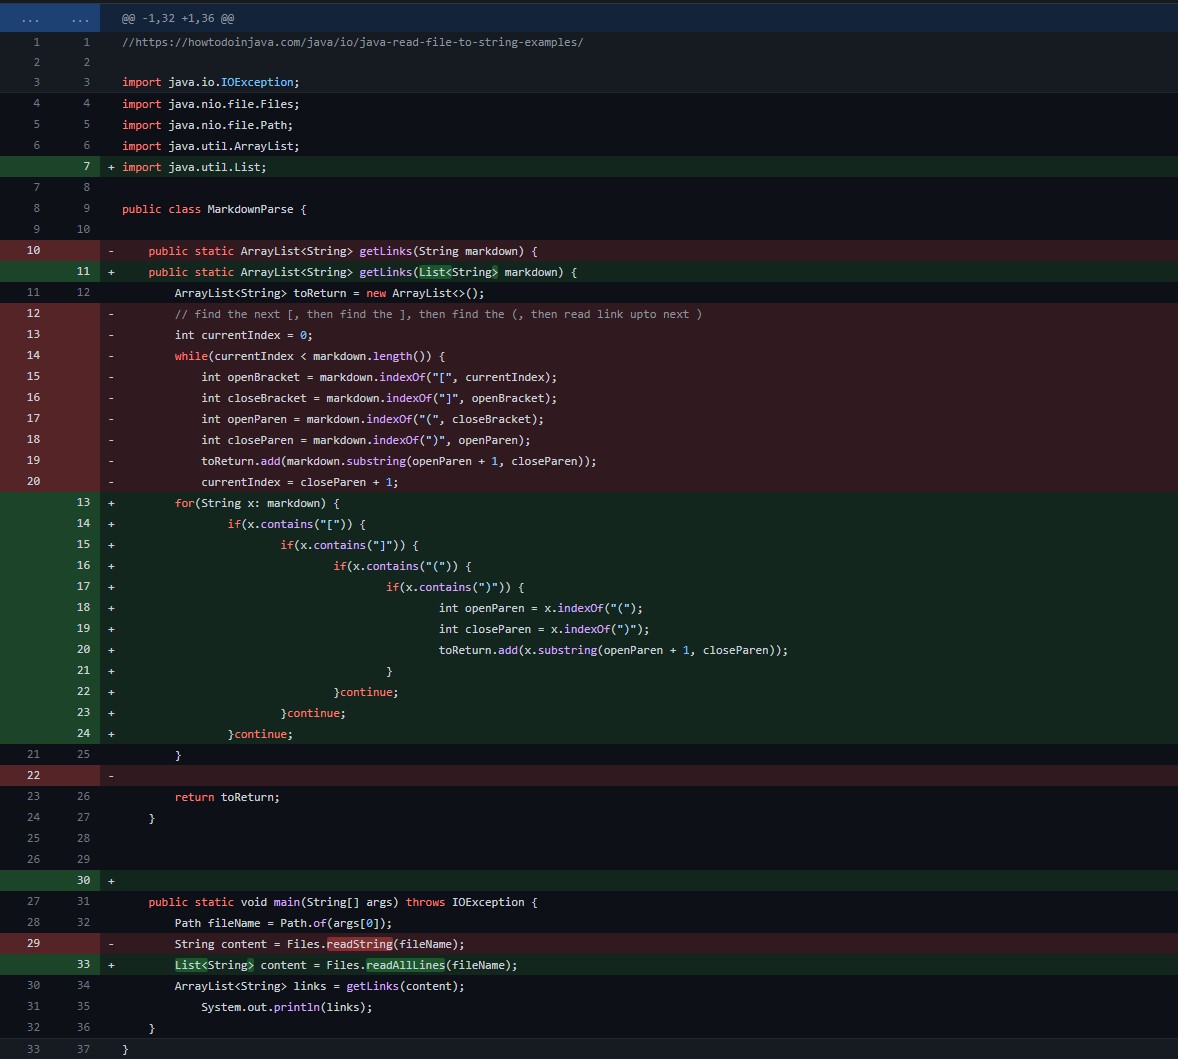 ... ... @@ -1,32 +1,36 @@
1 1 //https://howtodoinjava.com/java/io/java-read-file-to-string-examples/
2 2
3 3 import java.io.IOException;
4 4 import java.nio.file.Files;
5 5 import java.nio.file.Path;
6 6 import java.util.ArrayList;
7 + import java.util.List;
7 8
8 9 public class MarkdownParse {
9 10
10 - public static ArrayList<String> getLinks(String markdown) {
11 + public static ArrayList<String> getLinks(List<String> markdown) {
11 12 ArrayList<String> toReturn = new ArrayList<>();
12 - // find the next [, then find the ], then find the (, then read link upto next )
13 - int currentIndex = 0;
14 - while(currentIndex < markdown.length()) {
15 - int openBracket = markdown.indexOf("[", currentIndex);
16 - int closeBracket = markdown.indexOf("]", openBracket);
17 - int openParen = markdown.indexOf("(", closeBracket);
18 - int closeParen = markdown.indexOf(")", openParen);
19 - toReturn.add(markdown.substring(openParen + 1, closeParen));
20 - currentIndex = closeParen + 1;
13 + for(String x: markdown) {
14 + if(x.contains("[")) {
15 + if(x.contains("]")) {
16 + if(x.contains("(")) {
17 + if(x.contains(")")) {
18 + int openParen = x.indexOf("(");
19 + int closeParen = x.indexOf(")");
20 + toReturn.add(x.substring(openParen + 1, closeParen));
21 + }
22 + }continue;
23 + }continue;
24 + }continue;
21 25 }
22 -
23 26 return toReturn;
24 27 }
25 28
26 29
30 +
27 31 public static void main(String[] args) throws IOException {
28 32 Path fileName = Path.of(args[0]);
29 - String content = Files.readString(fileName);
33 + List<String> content = Files.readAllLines(fileName);
30 34 ArrayList<String> links = getLinks(content);
31 35 System.out.println(links);
32 36 }
33 37 }